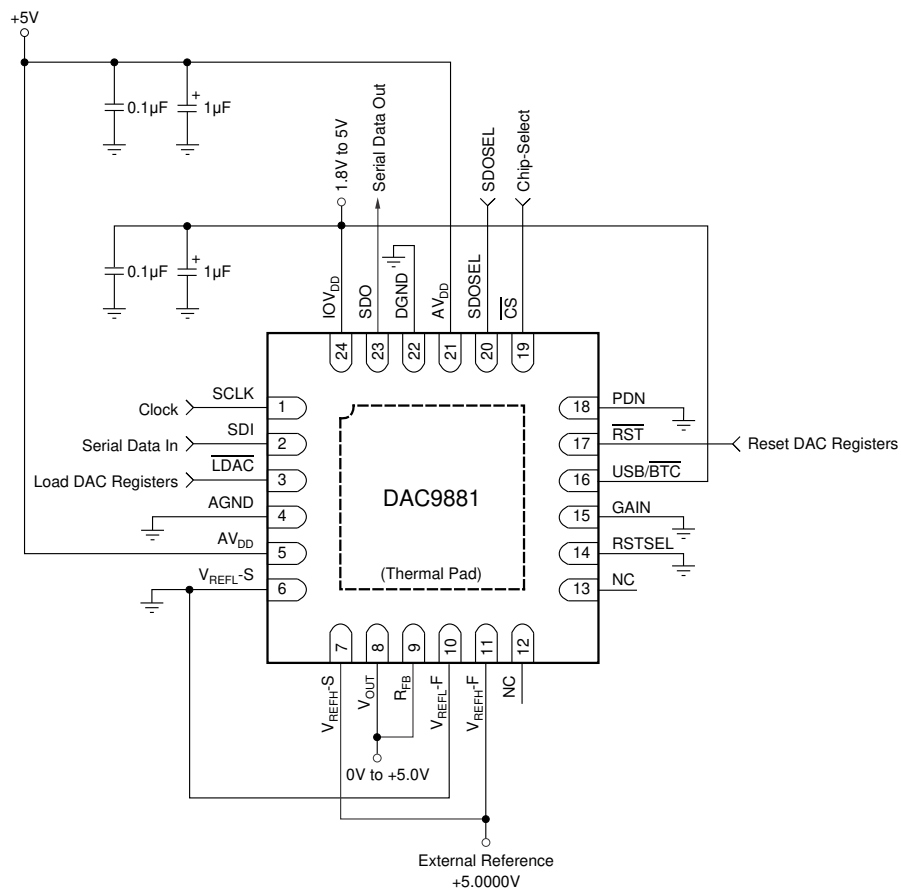 +5V
0.1µF
+
1µF
1.8V to 5V
Serial Data Out
SDOSEL
Chip-Select
0.1µF
+
1µF
IOVDD
SDO
DGND
AVDD
SDOSEL
CS
24
23
22
21
20
19
Clock
SCLK
1
Serial Data In
SDI
2
Load DAC Registers
LDAC
3
AGND
4
AVDD
5
VREFL-S
6
DAC9881
(Thermal Pad)
18
PDN
17
RST
Reset DAC Registers
16
USB/BTC
15
GAIN
14
RSTSEL
13
NC
7
8
9
10
11
12
VREFH-S
VOUT
RFB
VREFL-F
VREFH-F
NC
0V to +5.0V
External Reference
+5.0000V